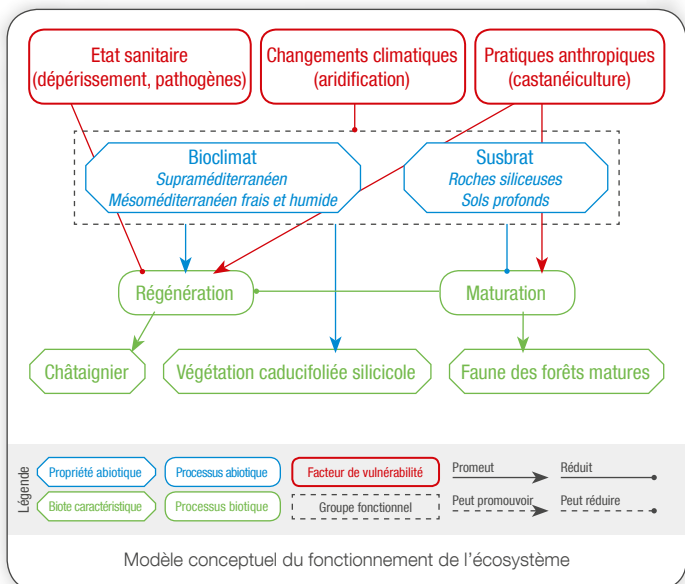 Etat sanitaire
(dépérissement, pathogènes)
Changements climatiques
(aridification)
Pratiques anthropiques
(castanéiculture)
Bioclimat
Supraméditerranéen
Mésoméditerranéen frais et humide
Susbrat
Roches siliceuses
Sols profonds
Régénération
Maturation
Châtaignier
Végétation caducifoliée silicicole
Faune des forêts matures
Légende
Propriété abiotique
Processus abiotique
Facteur de vulnérabilité
Promeut
Réduit
Biote caractéristique
Processus biotique
Groupe fonctionnel
Peut promouvoir
Peut réduire
Modèle conceptuel du fonctionnement de l'écosystème